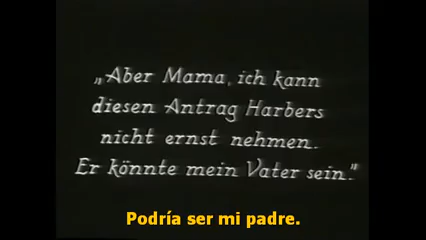 „Aber Mama, ich kann
diesen Antrag Harbers
nicht ernst nehmen.
Er könnte mein Vater sein."
Podría ser mi padre.